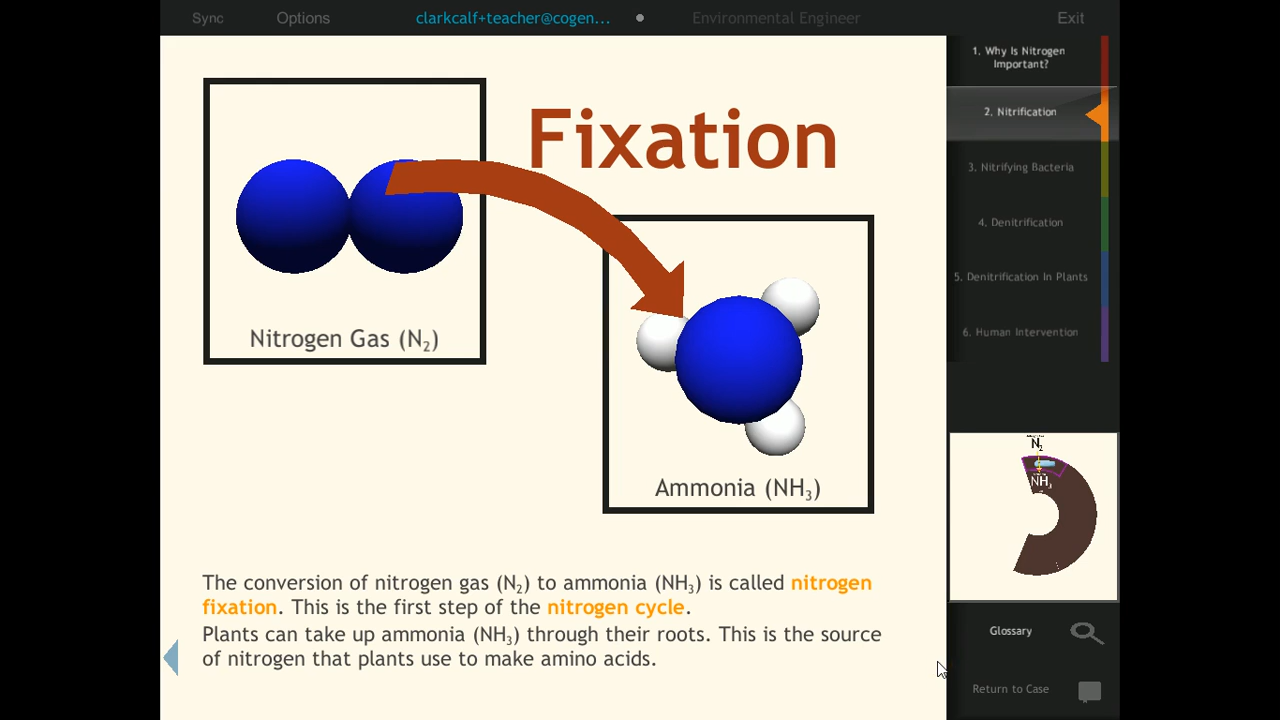 Sync Options clarkcalf+teacher@cogen... Environmental Engineer Exit
Fixation
Nitrogen Gas (N₂)
Ammonia (NH₃)
The conversion of nitrogen gas (N₂) to ammonia (NH₃) is called nitrogen
fixation. This is the first step of the nitrogen cycle.
Plants can take up ammonia (NH₃) through their roots. This is the source
of nitrogen that plants use to make amino acids.
1. Why Is Nitrogen
Important?
2. Nitrification
3. Nitrifying Bacteria
4. Denitrification
5. Denitrification In Plants
6. Human Intervention
N₂
NH₃
Glossary
Return to Case